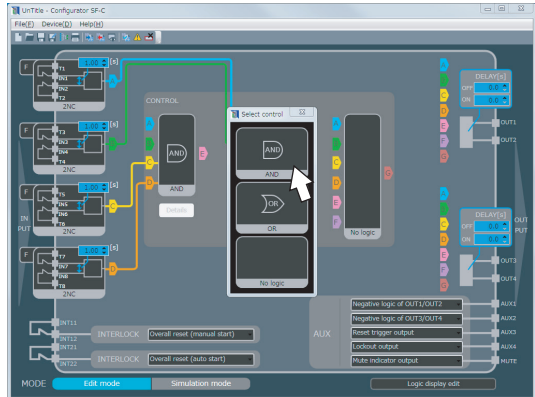 UnTitle - Configurator SF-C
File(F) Device(D) Help(H)
F
1.00 [s]
T1
IN1
IN2
T2
2NC
A
F
1.00 [s]
T3
IN3
IN4
T4
2NC
F
1.00 [s]
T5
IN5
IN6
T6
2NC
C
F
1.00 [s]
T7
IN7
IN8
T8
2NC
D
IN
PUT
CONTROL
A
B
C
D
AND
AND
E
Details
Select control
AND
AND
OR
OR
No logic
A
B
C
D
E
F
No logic
G
A
B
C
D
E
F
G
DELAY[s]
OFF 0.0
ON 0.0
OUT1
OUT2
A
B
C
D
E
F
G
DELAY[s]
OFF 0.0
ON 0.0
OUT3
OUT4
OUT
PUT
INT11
INT12
INTERLOCK Overall reset (manual start)
INT21
INT22
INTERLOCK Overall reset (auto start)
AUX
Negative logic of OUT1/OUT2 AUX1
Negative logic of OUT3/OUT4 AUX2
Reset trigger output AUX3
Lockout output AUX4
Mute indicator output MUTE
MODE Edit mode Simulation mode Logic display edit